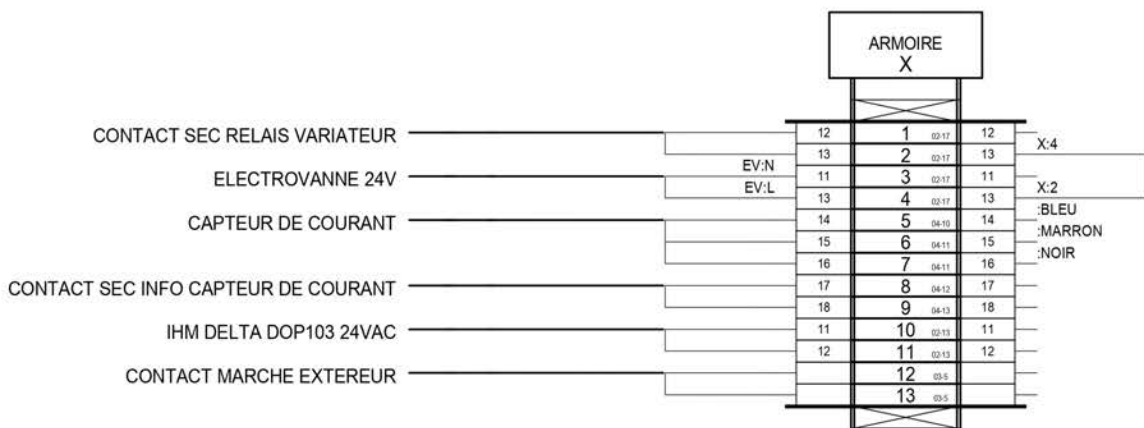 ARMOIRE
X
CONTACT SEC RELAIS VARIATEUR 12 1 02-17 12
X:4
13 2 02-17 13
EV:N
ELECTROVANNE 24V 11 3 02-17 11
EV:L X:2
13 4 02-17 13
:BLEU
CAPTEUR DE COURANT 14 5 04-10 14
:MARRON
15 6 04-11 15
:NOIR
16 7 04-11 16
CONTACT SEC INFO CAPTEUR DE COURANT 17 8 04-12 17
18 9 04-13 18
IHM DELTA DOP103 24VAC 11 10 02-13 11
12 11 02-13 12
CONTACT MARCHE EXTEREUR 12 03-5
13 03-5